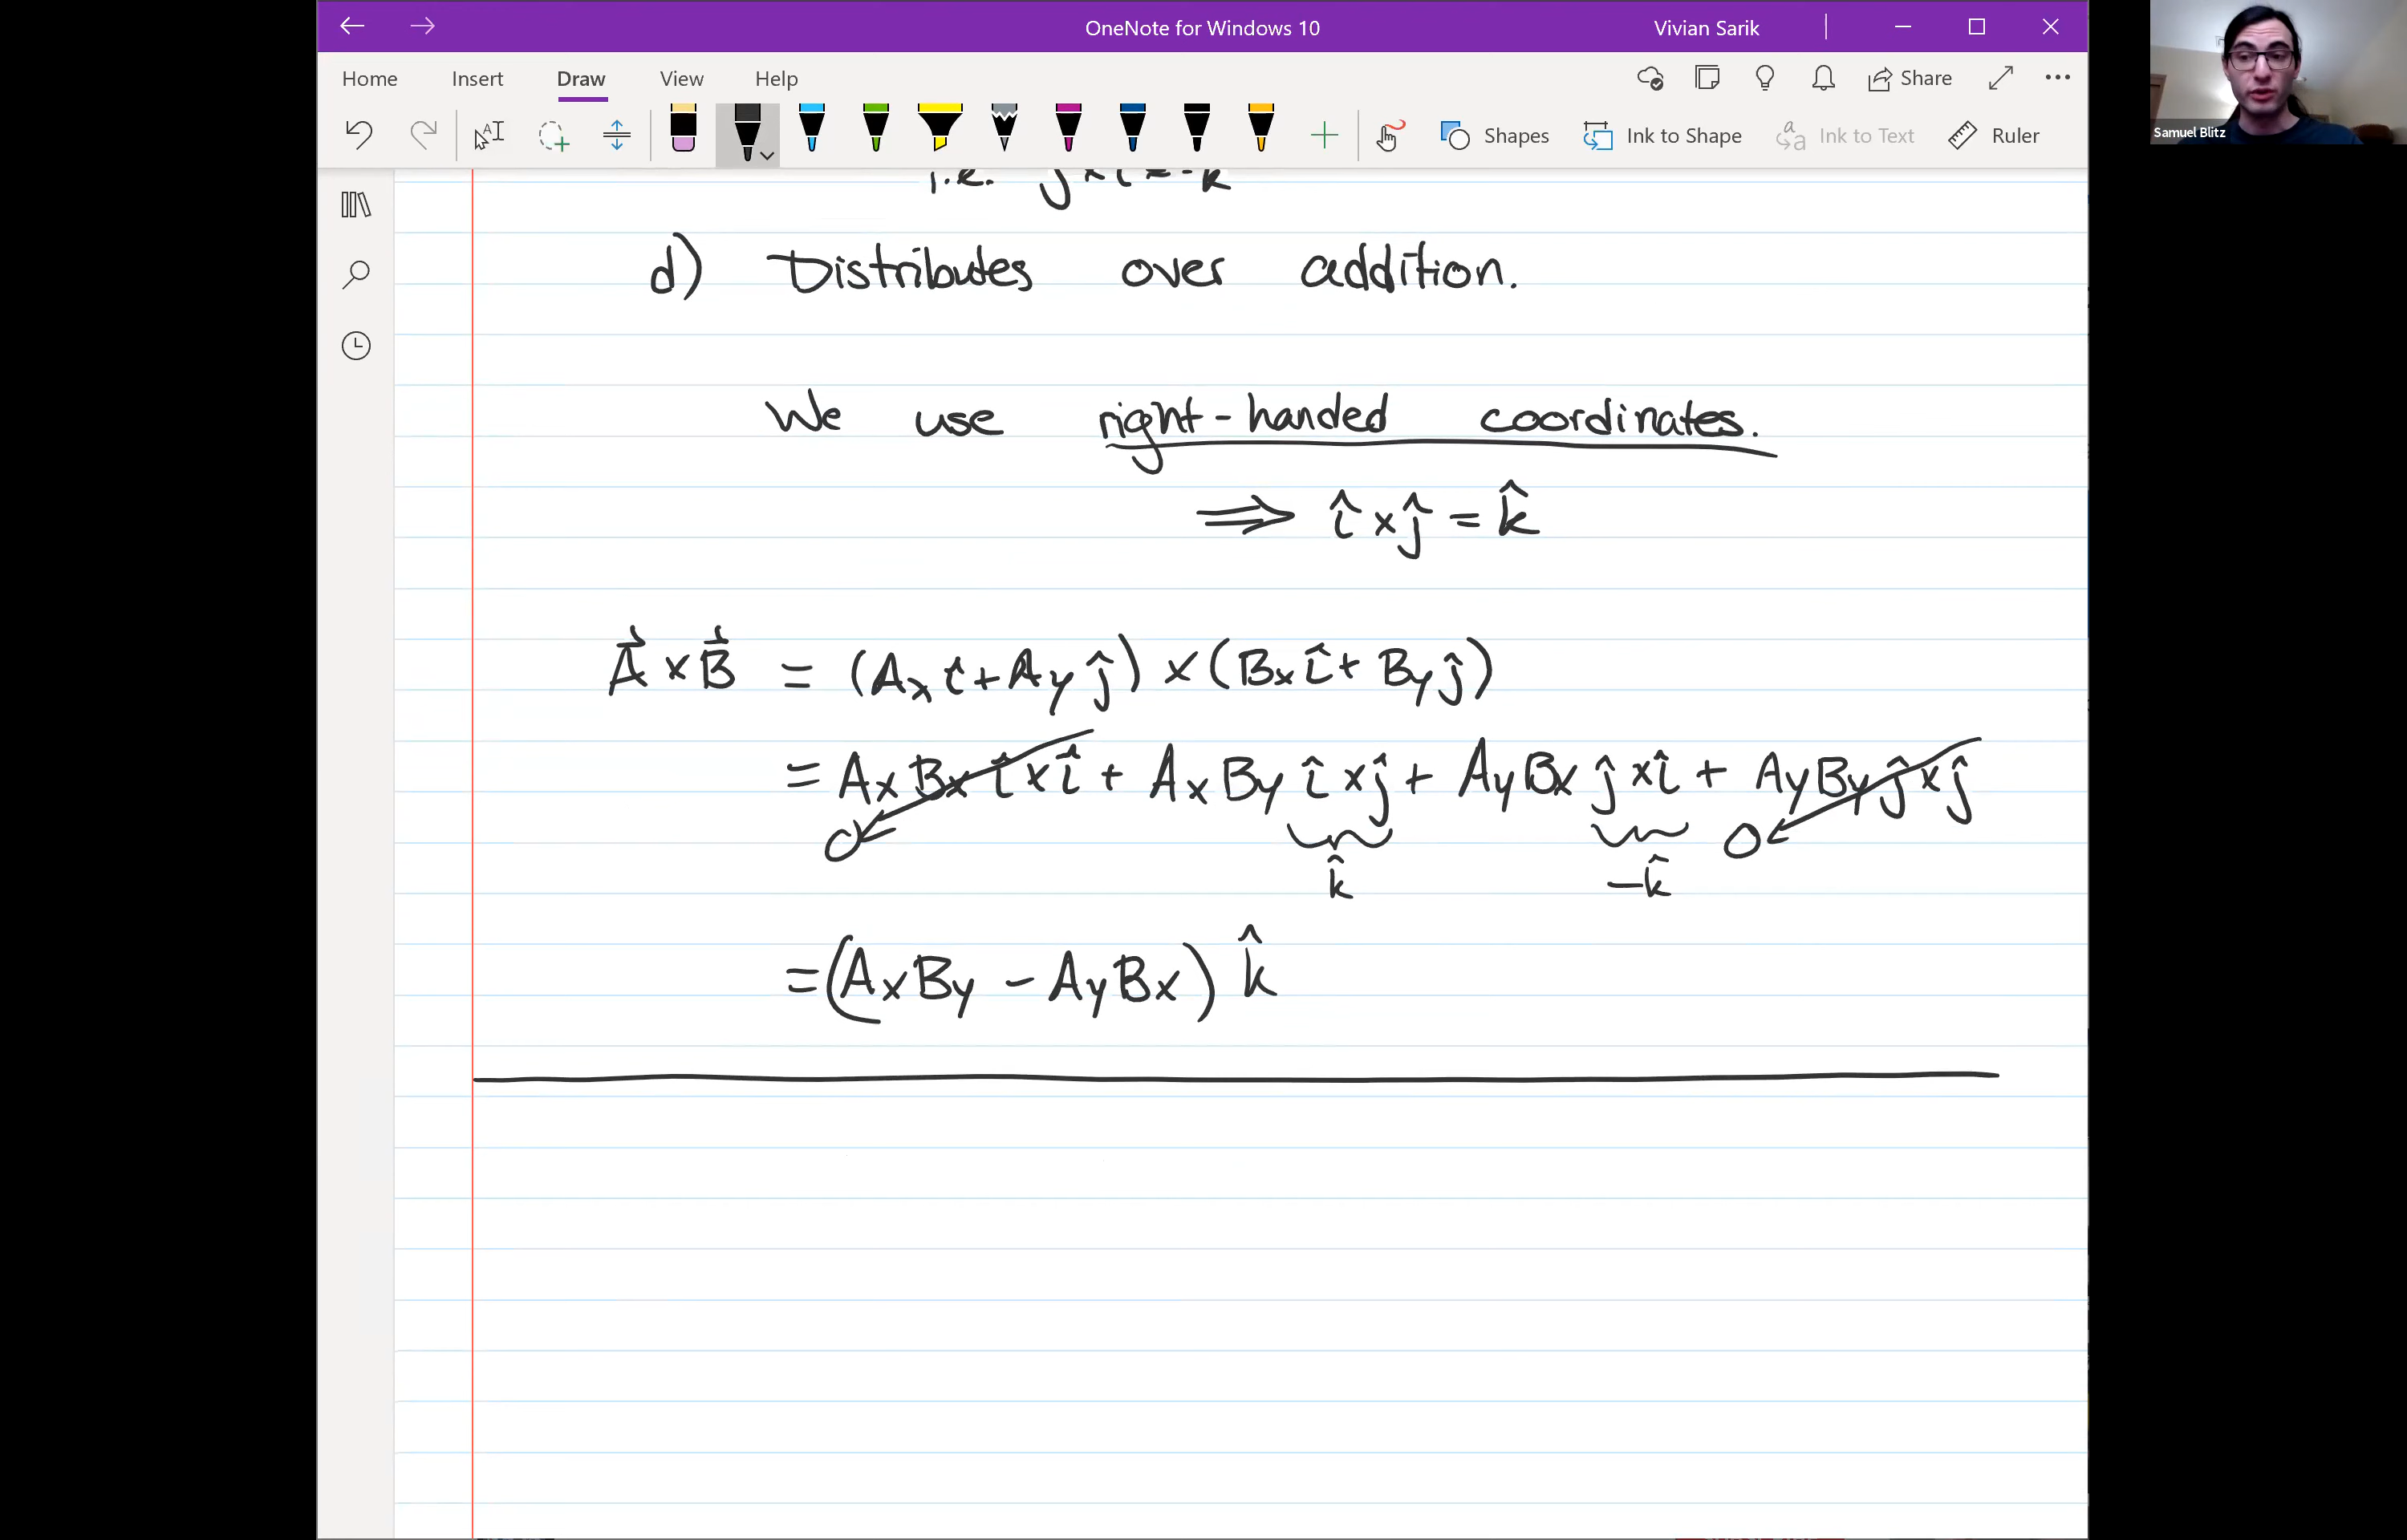 OneNote for Windows 10 Vivian Sarik
Home Insert Draw View Help Share
Shapes Ink to Shape Ink to Text Ruler
Samuel Blitz
i.e. ĵ × î = -k̂
d) Distributes over addition.
We use right-handed coordinates.
⟹ î × ĵ = k̂
A⃗ × B⃗ = (Ax î + Ay ĵ) × (Bx î + By ĵ)
= Ax Bx î × î + Ax By î × ĵ + Ay Bx ĵ × î + Ay By ĵ × ĵ
0 k̂ -k̂ 0
= (Ax By - Ay Bx) k̂